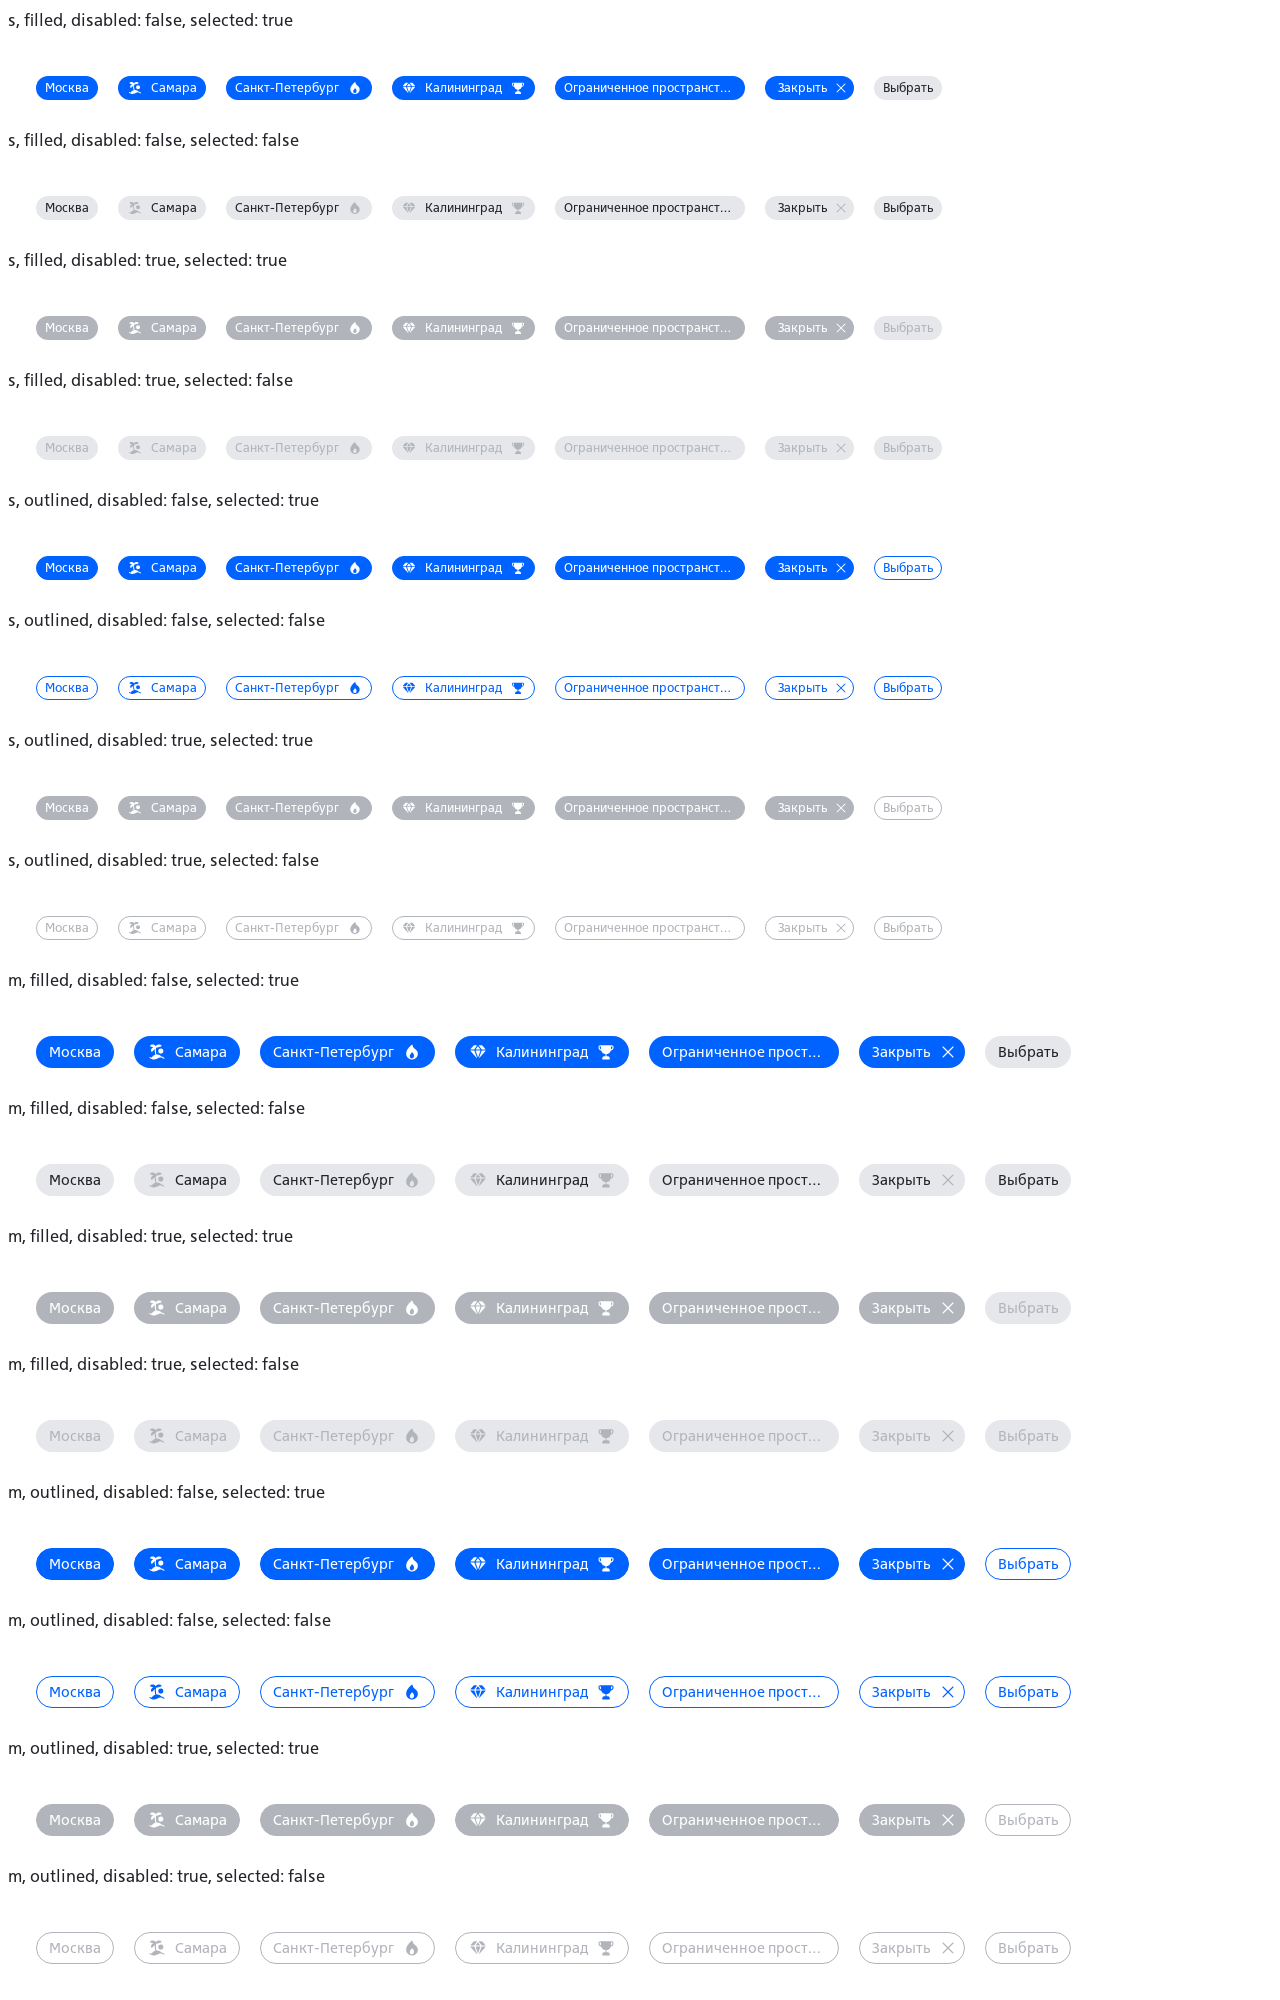 s, filled, disabled: false, selected: true
Москва Самара Санкт-Петербург Калининград Ограниченное пространст... Закрыть Выбрать
s, filled, disabled: false, selected: false
Москва Самара Санкт-Петербург Калининград Ограниченное пространст... Закрыть Выбрать
s, filled, disabled: true, selected: true
Москва Самара Санкт-Петербург Калининград Ограниченное пространст... Закрыть Выбрать
s, filled, disabled: true, selected: false
Москва Самара Санкт-Петербург Калининград Ограниченное пространст... Закрыть Выбрать
s, outlined, disabled: false, selected: true
Москва Самара Санкт-Петербург Калининград Ограниченное пространст... Закрыть Выбрать
s, outlined, disabled: false, selected: false
Москва Самара Санкт-Петербург Калининград Ограниченное пространст... Закрыть Выбрать
s, outlined, disabled: true, selected: true
Москва Самара Санкт-Петербург Калининград Ограниченное пространст... Закрыть Выбрать
s, outlined, disabled: true, selected: false
Москва Самара Санкт-Петербург Калининград Ограниченное пространст... Закрыть Выбрать
m, filled, disabled: false, selected: true
Москва Самара Санкт-Петербург Калининград Ограниченное прост... Закрыть Выбрать
m, filled, disabled: false, selected: false
Москва Самара Санкт-Петербург Калининград Ограниченное прост... Закрыть Выбрать
m, filled, disabled: true, selected: true
Москва Самара Санкт-Петербург Калининград Ограниченное прост... Закрыть Выбрать
m, filled, disabled: true, selected: false
Москва Самара Санкт-Петербург Калининград Ограниченное прост... Закрыть Выбрать
m, outlined, disabled: false, selected: true
Москва Самара Санкт-Петербург Калининград Ограниченное прост... Закрыть Выбрать
m, outlined, disabled: false, selected: false
Москва Самара Санкт-Петербург Калининград Ограниченное прост... Закрыть Выбрать
m, outlined, disabled: true, selected: true
Москва Самара Санкт-Петербург Калининград Ограниченное прост... Закрыть Выбрать
m, outlined, disabled: true, selected: false
Москва Самара Санкт-Петербург Калининград Ограниченное прост... Закрыть Выбрать